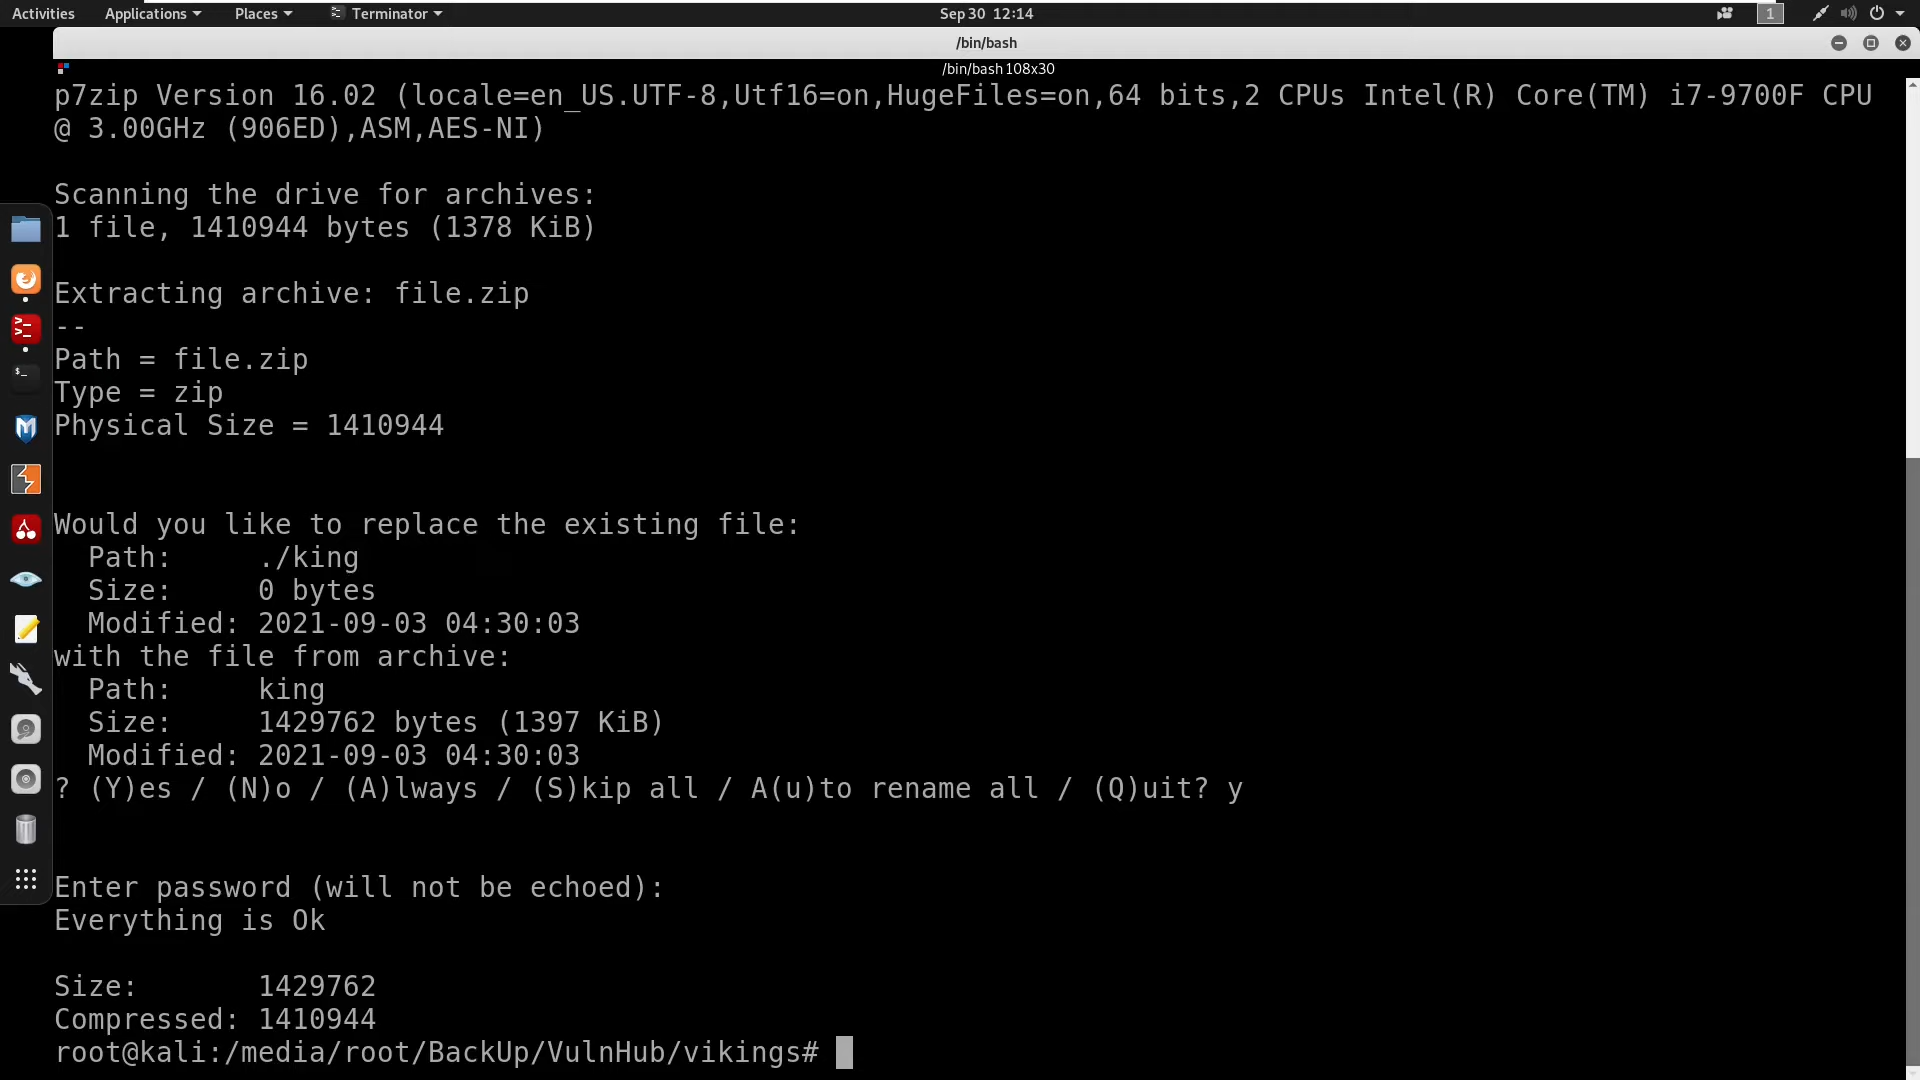 Activities Applications Places Terminator Sep 30 12:14 1
/bin/bash
/bin/bash 108x30
p7zip Version 16.02 (locale=en_US.UTF-8,Utf16=on,HugeFiles=on,64 bits,2 CPUs Intel(R) Core(TM) i7-9700F CPU
@ 3.00GHz (906ED),ASM,AES-NI)
Scanning the drive for archives:
1 file, 1410944 bytes (1378 KiB)
Extracting archive: file.zip
--
Path = file.zip
Type = zip
Physical Size = 1410944
Would you like to replace the existing file:
Path:     ./king
Size:     0 bytes
Modified: 2021-09-03 04:30:03
with the file from archive:
Path:     king
Size:     1429762 bytes (1397 KiB)
Modified: 2021-09-03 04:30:03
? (Y)es / (N)o / (A)lways / (S)kip all / A(u)to rename all / (Q)uit? y
Enter password (will not be echoed):
Everything is Ok
Size:       1429762
Compressed: 1410944
root@kali:/media/root/BackUp/VulnHub/vikings#